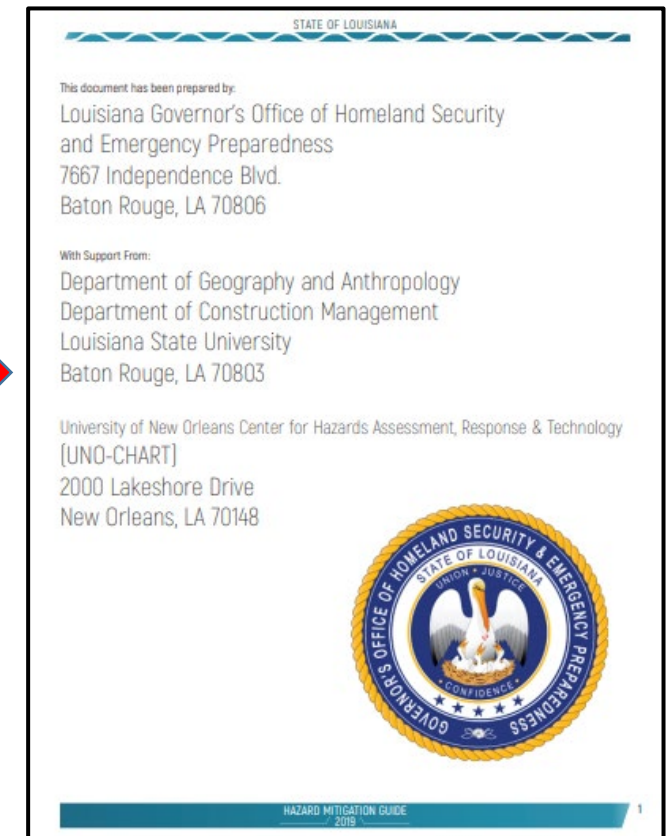 STATE OF LOUISIANA
This document has been prepared by:
Louisiana Governor's Office of Homeland Security
and Emergency Preparedness
7667 Independence Blvd.
Baton Rouge, LA 70806
With Support From:
Department of Geography and Anthropology
Department of Construction Management
Louisiana State University
Baton Rouge, LA 70803
University of New Orleans Center for Hazards Assessment, Response & Technology
(UNO-CHART)
2000 Lakeshore Drive
New Orleans, LA 70148
GOVERNOR'S OFFICE OF HOMELAND SECURITY & EMERGENCY PREPAREDNESS
STATE OF LOUISIANA
UNION • JUSTICE
• CONFIDENCE •
HAZARD MITIGATION GUIDE
2019
1